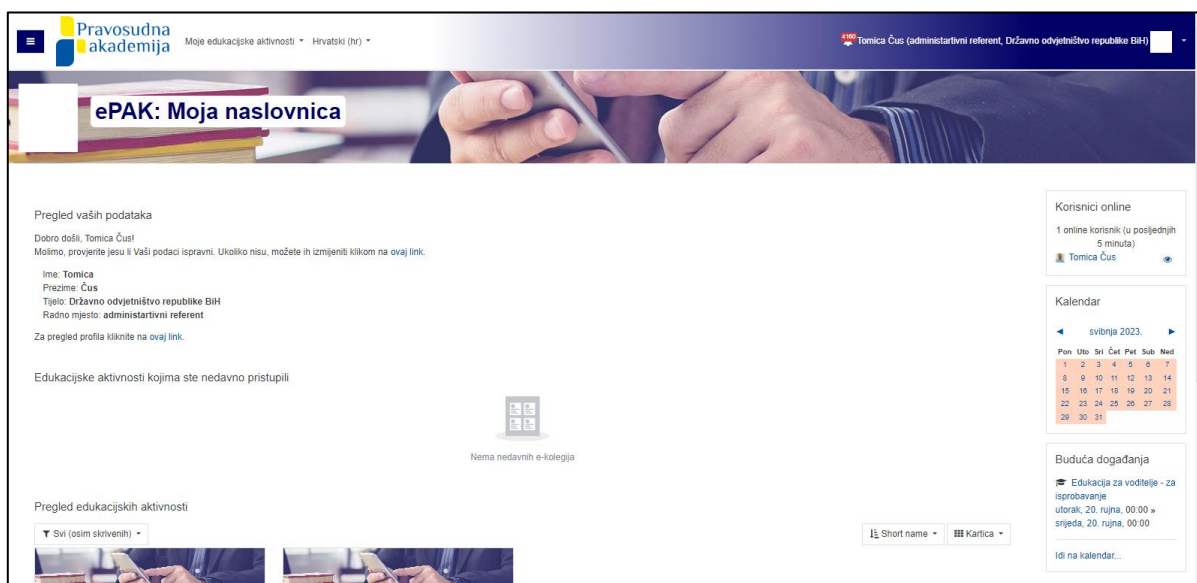 Pravosudna
akademija
Moje edukacijske aktivnosti
Hrvatski (hr)
4160
Tomica Čus (administartivni referent, Državno odvjetništvo republike BiH)
ePAK: Moja naslovnica
Pregled vaših podataka
Dobro došli, Tomica Čus!
Molimo, provjerite jesu li Vaši podaci ispravni. Ukoliko nisu, možete ih izmijeniti klikom na ovaj link.
Ime: Tomica
Prezime: Čus
Tijelo: Državno odvjetništvo republike BiH
Radno mjesto: administartivni referent
Za pregled profila kliknite na ovaj link.
Edukacijske aktivnosti kojima ste nedavno pristupili
Nema nedavnih e-kolegija
Pregled edukacijskih aktivnosti
Svi (osim skrivenih)
Short name
Kartica
Korisnici online
1 online korisnik (u posljednjih
5 minuta)
Tomica Čus
Kalendar
◄ svibnja 2023. ►
Pon Uto Sri Čet Pet Sub Ned
1 2 3 4 5 6 7
8 9 10 11 12 13 14
15 16 17 18 19 20 21
22 23 24 25 26 27 28
29 30 31
Buduća događanja
Edukacija za voditelje - za
isprobavanje
utorak, 20. rujna, 00:00 »
srijeda, 20. rujna, 00:00
Idi na kalendar...